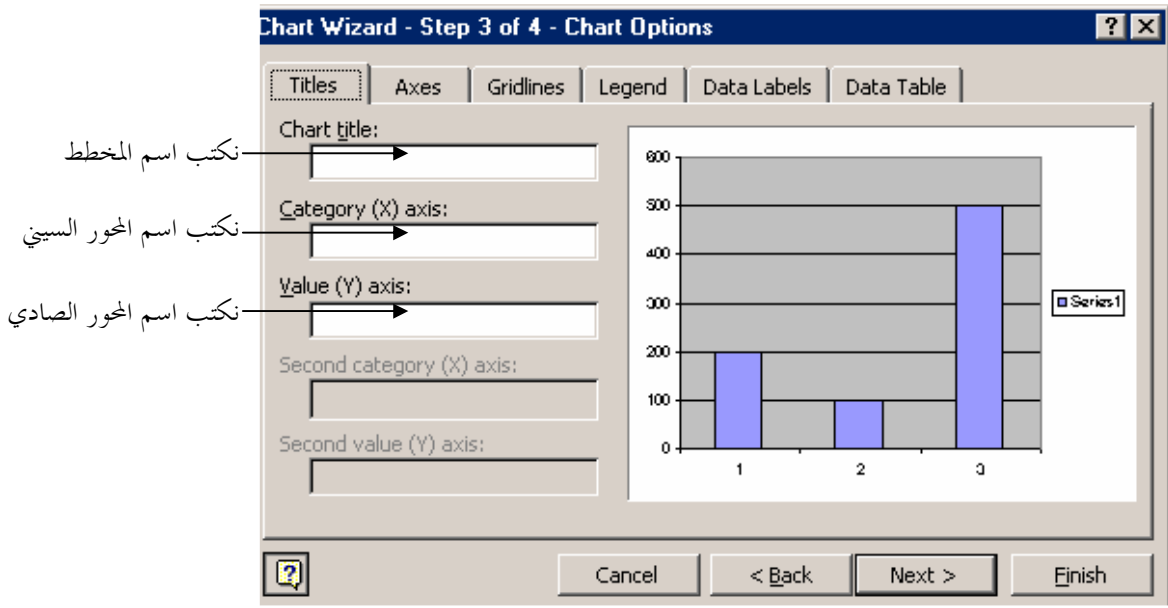 Chart Wizard - Step 3 of 4 - Chart Options
Titles Axes Gridlines Legend Data Labels Data Table
Chart title:
نكتب اسم المخطط
Category (X) axis:
نكتب اسم المحور السيني
Value (Y) axis:
نكتب اسم المحور الصادي
Second category (X) axis:
Second value (Y) axis:
600
500
400
300
200
100
0
1 2 3
Series1
Cancel < Back Next > Finish